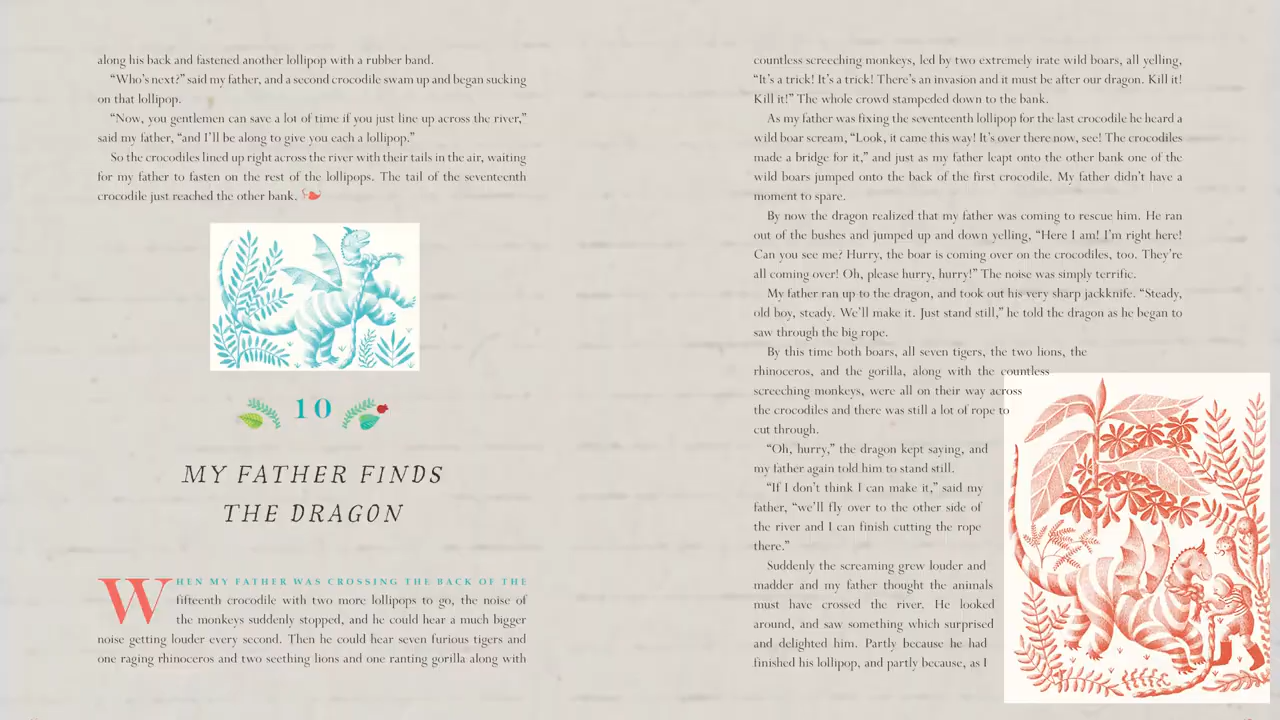 along his back and fastened another lollipop with a rubber band.
“Who’s next?” said my father, and a second crocodile swam up and began sucking
on that lollipop.
“Now, you gentlemen can save a lot of time if you just line up across the river,”
said my father, “and I’ll be along to give you each a lollipop.”
So the crocodiles lined up right across the river with their tails in the air, waiting
for my father to fasten on the rest of the lollipops. The tail of the seventeenth
crocodile just reached the other bank.
10
MY FATHER FINDS
THE DRAGON
WHEN MY FATHER WAS CROSSING THE BACK OF THE
fifteenth crocodile with two more lollipops to go, the noise of
the monkeys suddenly stopped, and he could hear a much bigger
noise getting louder every second. Then he could hear seven furious tigers and
one raging rhinoceros and two seething lions and one ranting gorilla along with
countless screeching monkeys, led by two extremely irate wild boars, all yelling,
“It’s a trick! It’s a trick! There’s an invasion and it must be after our dragon. Kill it!
Kill it!” The whole crowd stampeded down to the bank.
As my father was fixing the seventeenth lollipop for the last crocodile he heard a
wild boar scream, “Look, it came this way! It’s over there now, see! The crocodiles
made a bridge for it,” and just as my father leapt onto the other bank one of the
wild boars jumped onto the back of the first crocodile. My father didn’t have a
moment to spare.
By now the dragon realized that my father was coming to rescue him. He ran
out of the bushes and jumped up and down yelling, “Here I am! I’m right here!
Can you see me? Hurry, the boar is coming over on the crocodiles, too. They’re
all coming over! Oh, please hurry, hurry!” The noise was simply terrific.
My father ran up to the dragon, and took out his very sharp jackknife. “Steady,
old boy, steady. We’ll make it. Just stand still,” he told the dragon as he began to
saw through the big rope.
By this time both boars, all seven tigers, the two lions, the
rhinoceros, and the gorilla, along with the countless
screeching monkeys, were all on their way across
the crocodiles and there was still a lot of rope to
cut through.
“Oh, hurry,” the dragon kept saying, and
my father again told him to stand still.
“If I don’t think I can make it,” said my
father, “we’ll fly over to the other side of
the river and I can finish cutting the rope
there.”
Suddenly the screaming grew louder and
madder and my father thought the animals
must have crossed the river. He looked
around, and saw something which surprised
and delighted him. Partly because he had
finished his lollipop, and partly because, as I